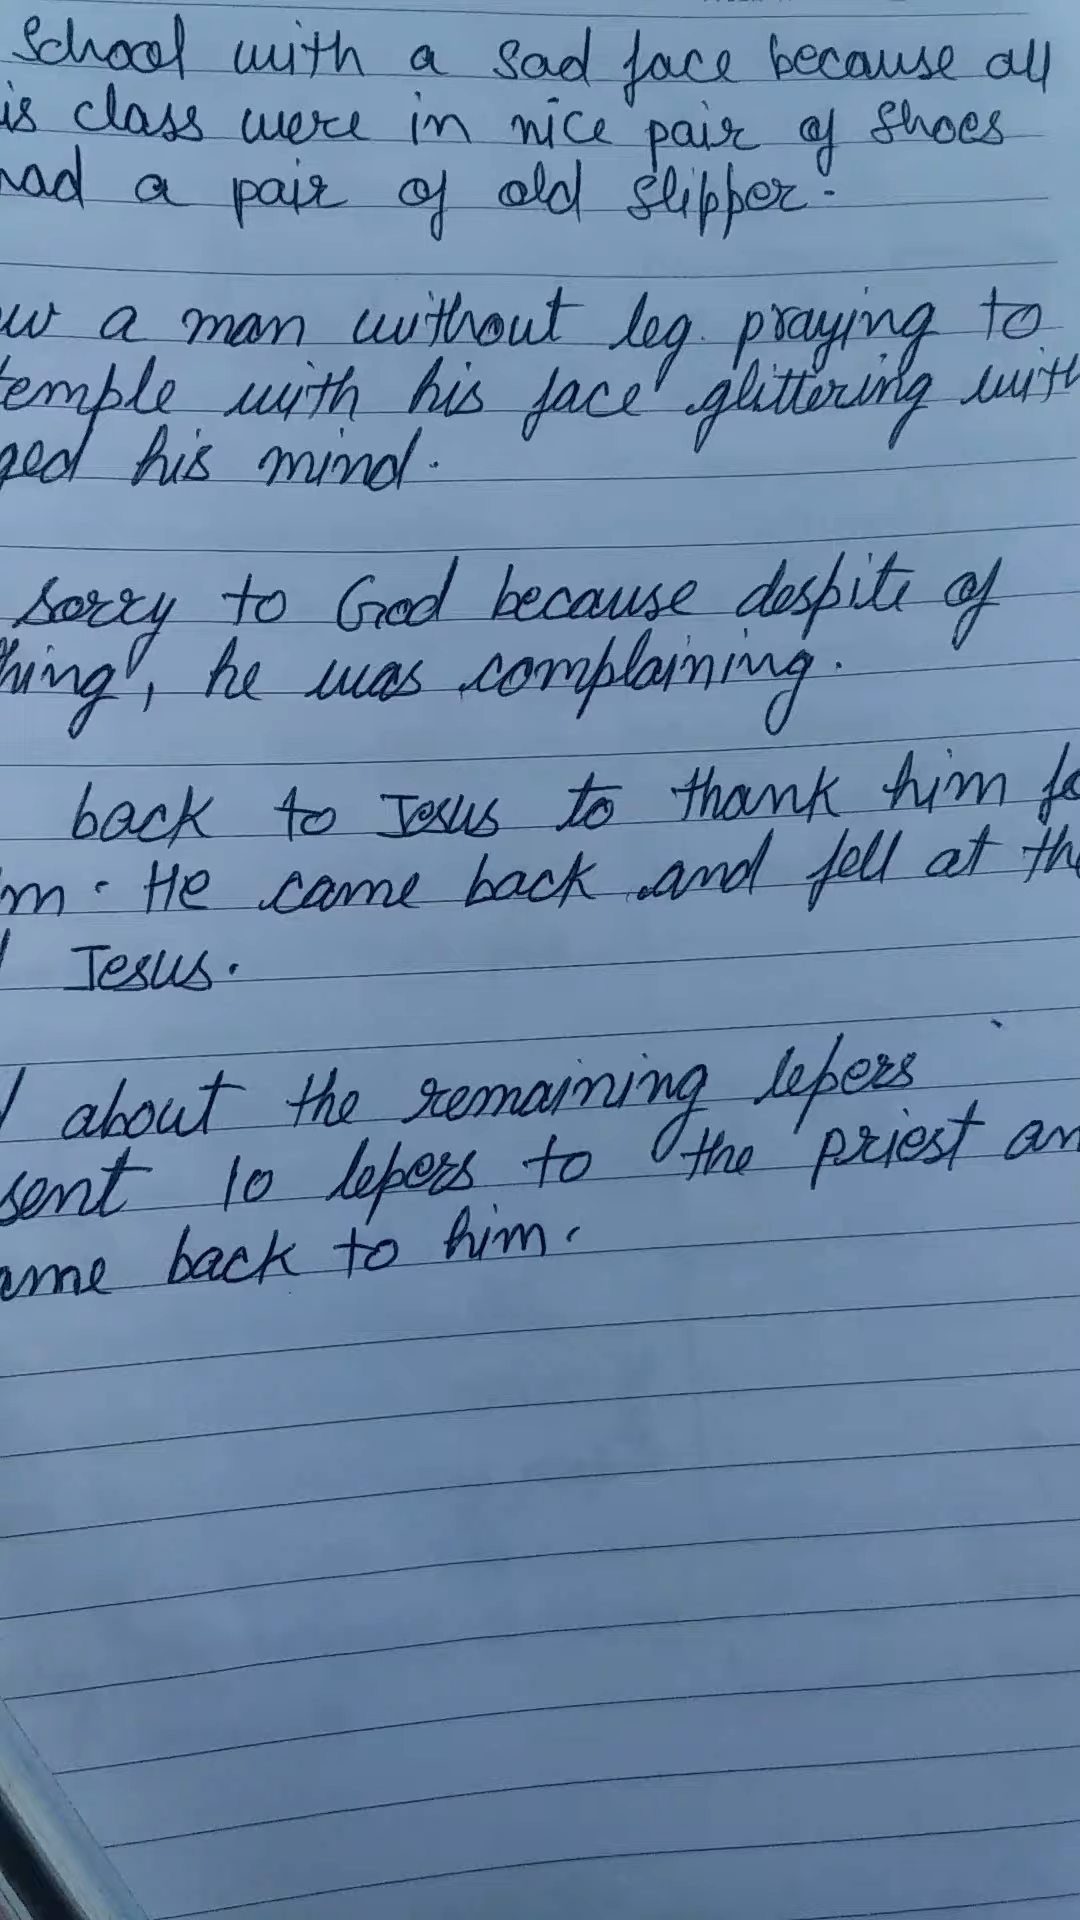 School with a sad face because all
is class were in nice pair of shoes
had a pair of old slipper.
w a man without leg praying to
temple with his face glittering with
ged his mind.
sorry to God because despite of
hing, he was complaining.
back to Jesus to thank him fo
m. He came back and fell at the
Jesus.
about the remaining lepers
sent 10 lepers to the priest an
ame back to him.